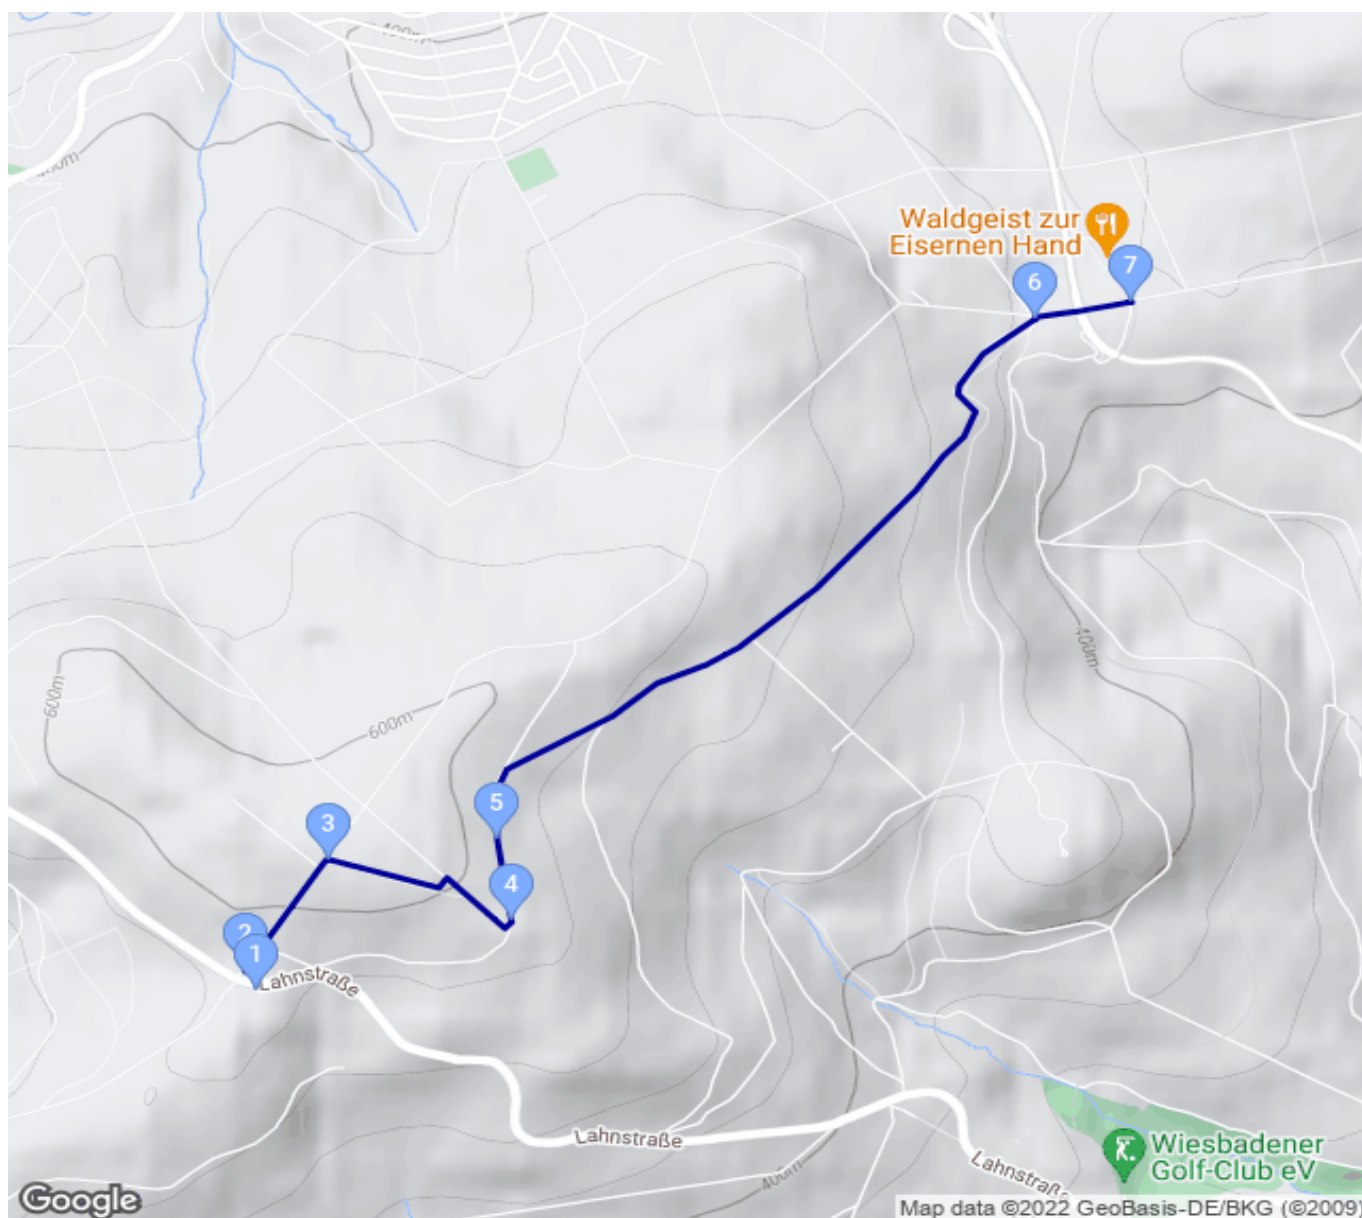 400m
400m
Waldgeist zur
Eisernen Hand
7
6
400m
600m
600m
5
3
4
2
1
Lahnstraße
Lahnstraße
Lahnstraße
400m
Wiesbadener
Golf-Club eV
Google
Map data ©2022 GeoBasis-DE/BKG (©2009)